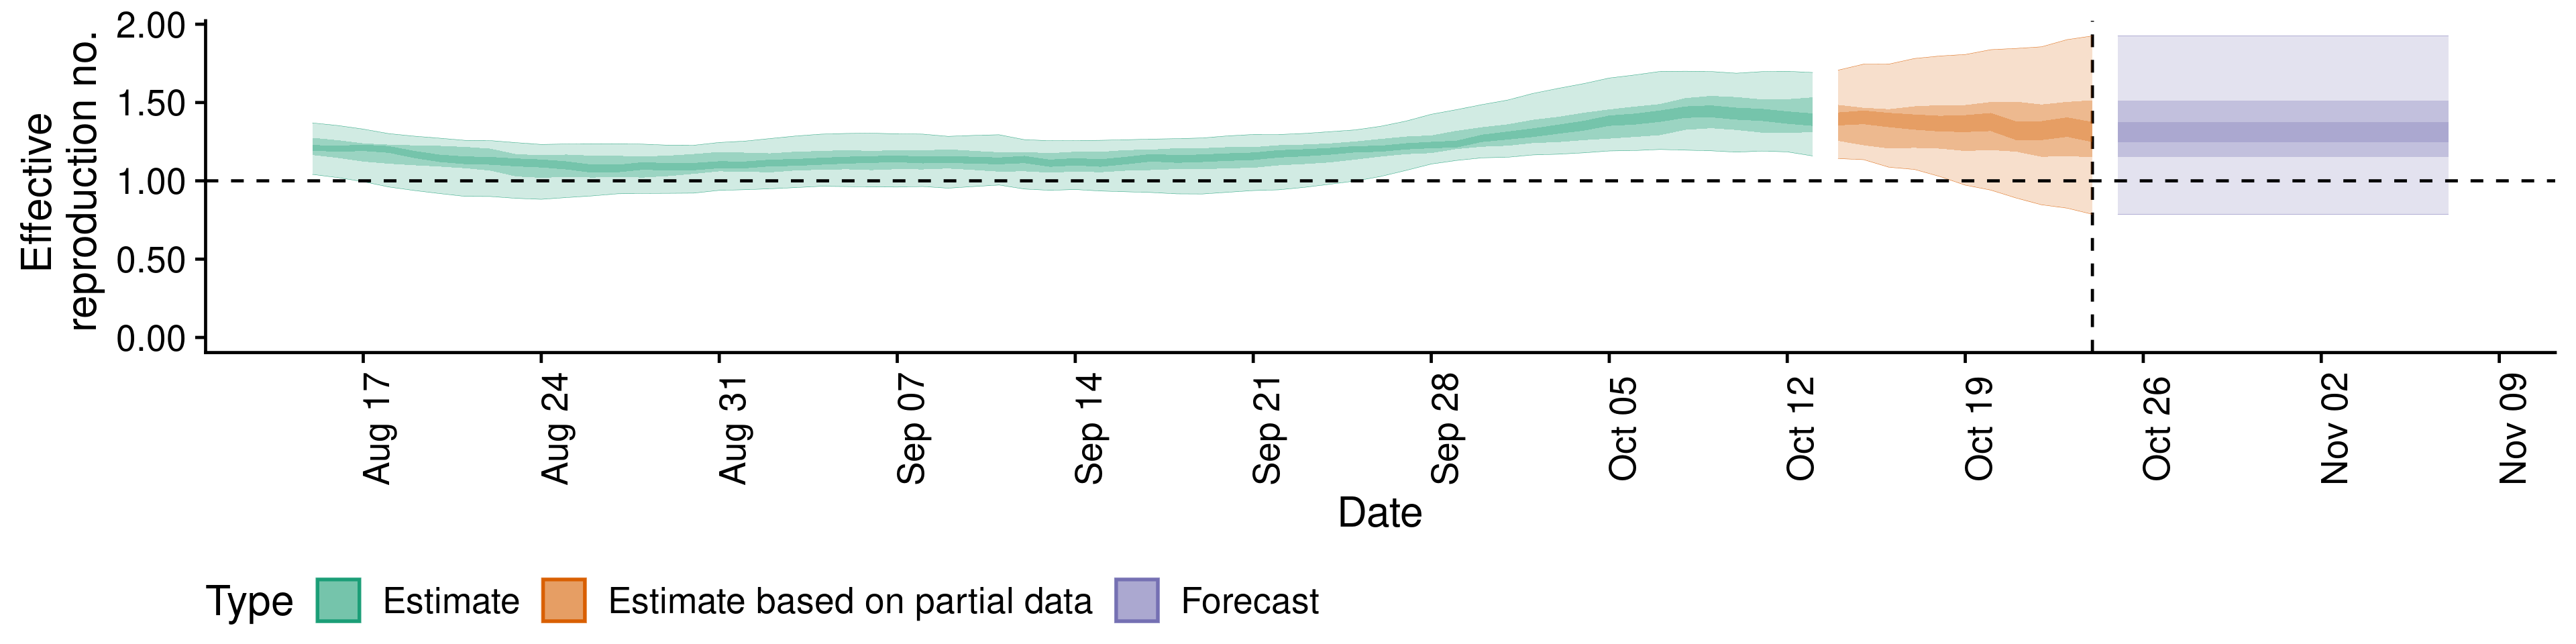 Effective
reproduction no.
2.00
1.50
1.00
0.50
0.00
Aug 17
Aug 24
Aug 31
Sep 07
Sep 14
Sep 21
Sep 28
Oct 05
Oct 12
Oct 19
Oct 26
Nov 02
Nov 09
Date
Type
Estimate
Estimate based on partial data
Forecast